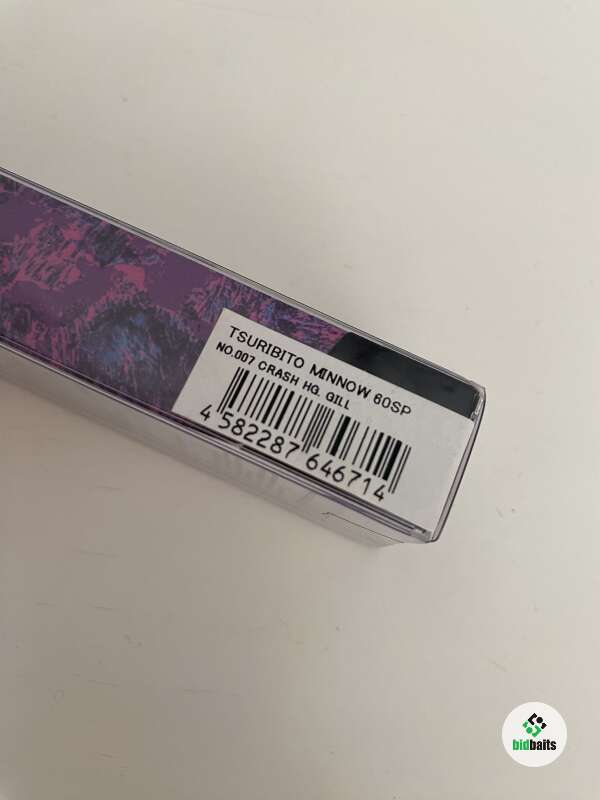 TSURIBITO MINNOW 60SP
NO.007 CRASH HG. GILL
4 582287 646714
bidbaits